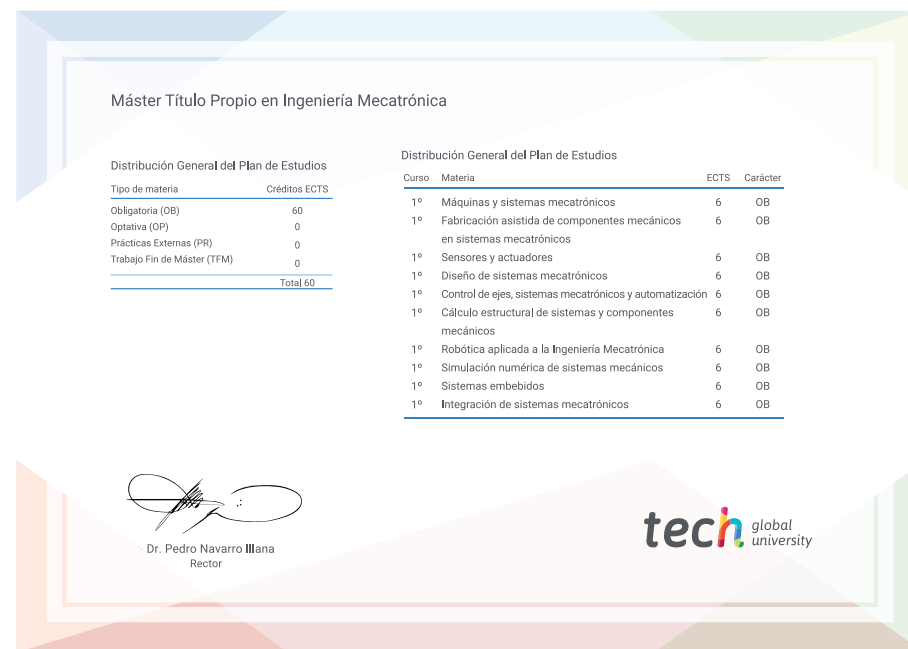 Máster Título Propio en Ingeniería Mecatrónica
Distribución General del Plan de Estudios
Tipo de materia Créditos ECTS
Obligatoria (OB) 60
Optativa (OP) 0
Prácticas Externas (PR) 0
Trabajo Fin de Máster (TFM) 0
Total 60
Distribución General del Plan de Estudios
Curso Materia ECTS Carácter
1º Máquinas y sistemas mecatrónicos 6 OB
1º Fabricación asistida de componentes mecánicos 6 OB
en sistemas mecatrónicos
1º Sensores y actuadores 6 OB
1º Diseño de sistemas mecatrónicos 6 OB
1º Control de ejes, sistemas mecatrónicos y automatización 6 OB
1º Cálculo estructural de sistemas y componentes 6 OB
mecánicos
1º Robótica aplicada a la Ingeniería Mecatrónica 6 OB
1º Simulación numérica de sistemas mecánicos 6 OB
1º Sistemas embebidos 6 OB
1º Integración de sistemas mecatrónicos 6 OB
Dr. Pedro Navarro Illana
Rector
tech global
university